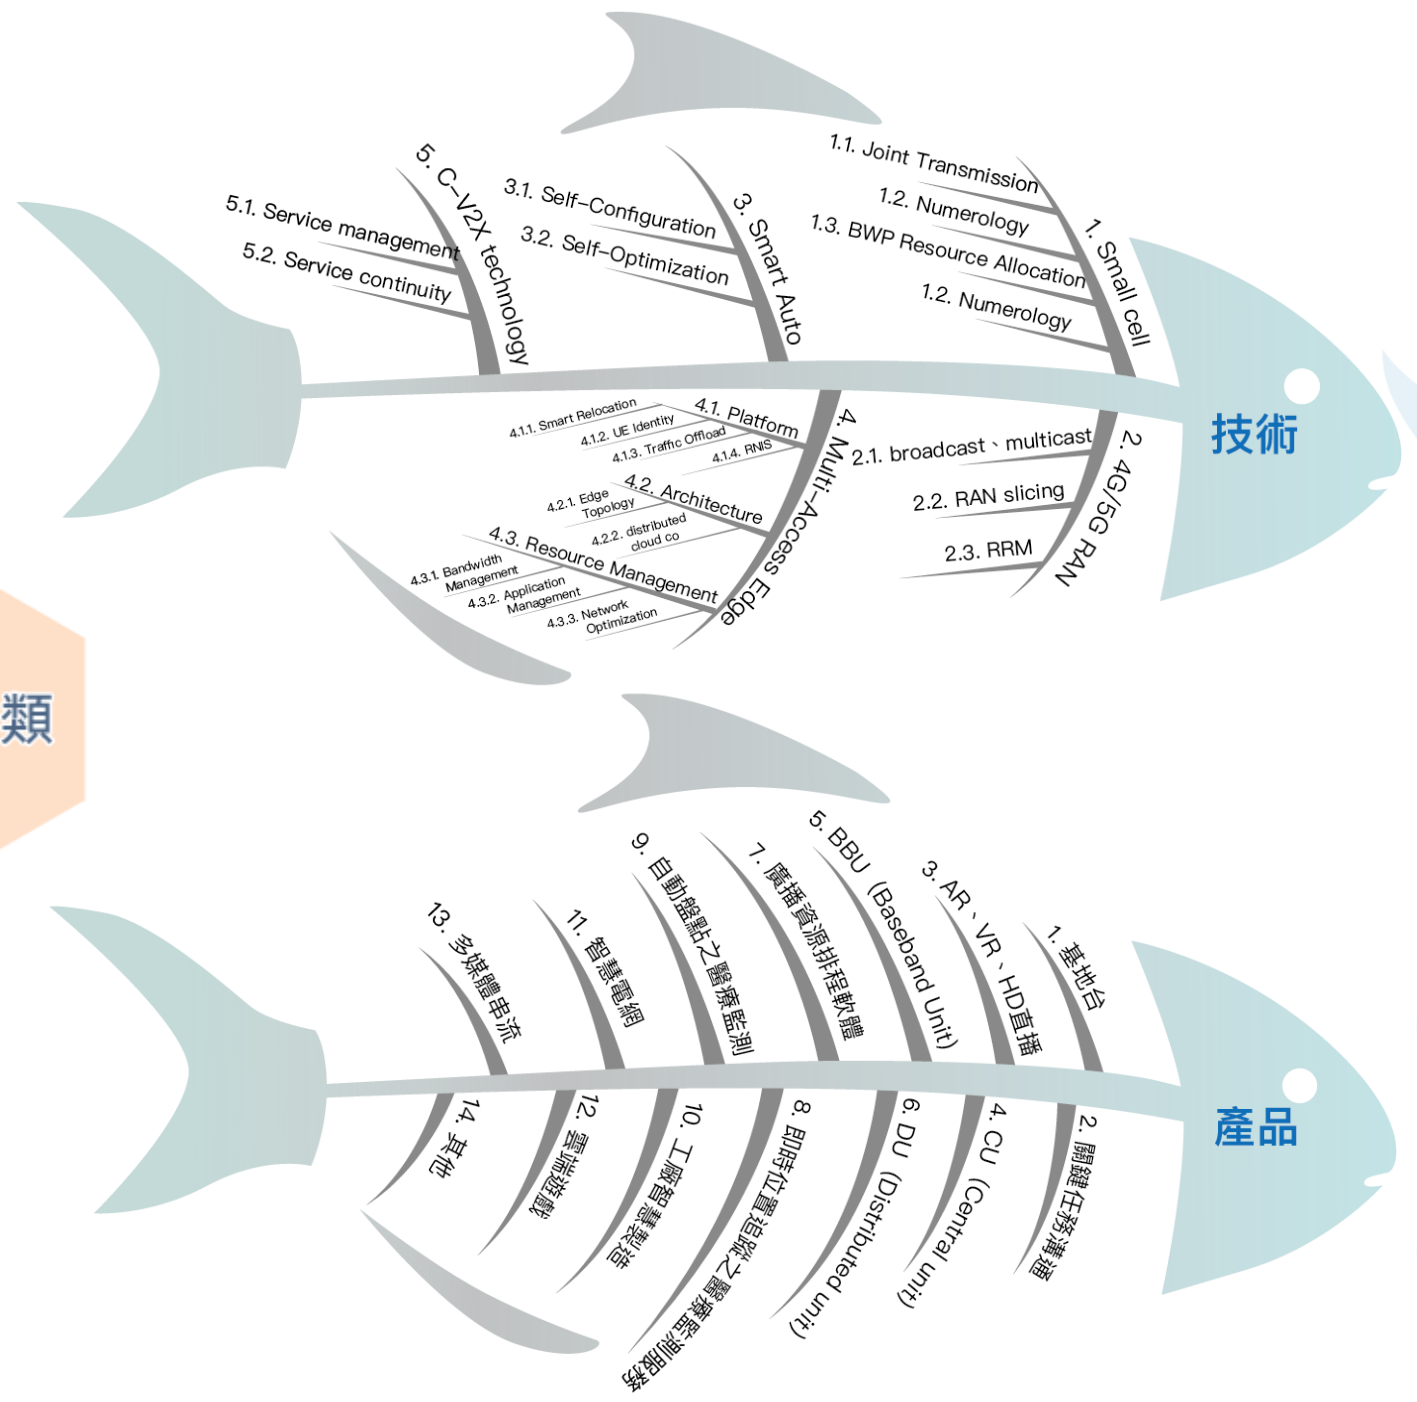 技術
1. Small cell
1.1. Joint Transmission
1.2. Numerology
1.3. BWP Resource Allocation
1.2. Numerology
2. 4G/5G RAN
2.1. broadcast、multicast
2.2. RAN slicing
2.3. RRM
3. Smart Auto
3.1. Self-Configuration
3.2. Self-Optimization
4. Multi-Access Edge
4.1. Platform
4.1.1. Smart Relocation
4.1.2. UE Identity
4.1.3. Traffic Offload
4.1.4. RNIS
4.2. Architecture
4.2.1. Edge
Topology
4.2.2. distributed
cloud co
4.3. Resource Management
4.3.1. Bandwidth
Management
4.3.2. Application
Management
4.3.3. Network
Optimization
5. C-V2X technology
5.1. Service management
5.2. Service continuity
類
產品
1. 基地台
2. 關鍵任務溝通
3. AR、VR、HD直播
4. CU（Central unit)
5. BBU（Baseband Unit)
6. DU（Distributed unit)
7. 廣播資源排程軟體
8. 即時位置追蹤之醫療監測服務
9. 自動盤點之醫療監測
10. 工廠智慧製造
11. 智慧電網
12. 雲端遊戲
13. 多媒體串流
14. 其他